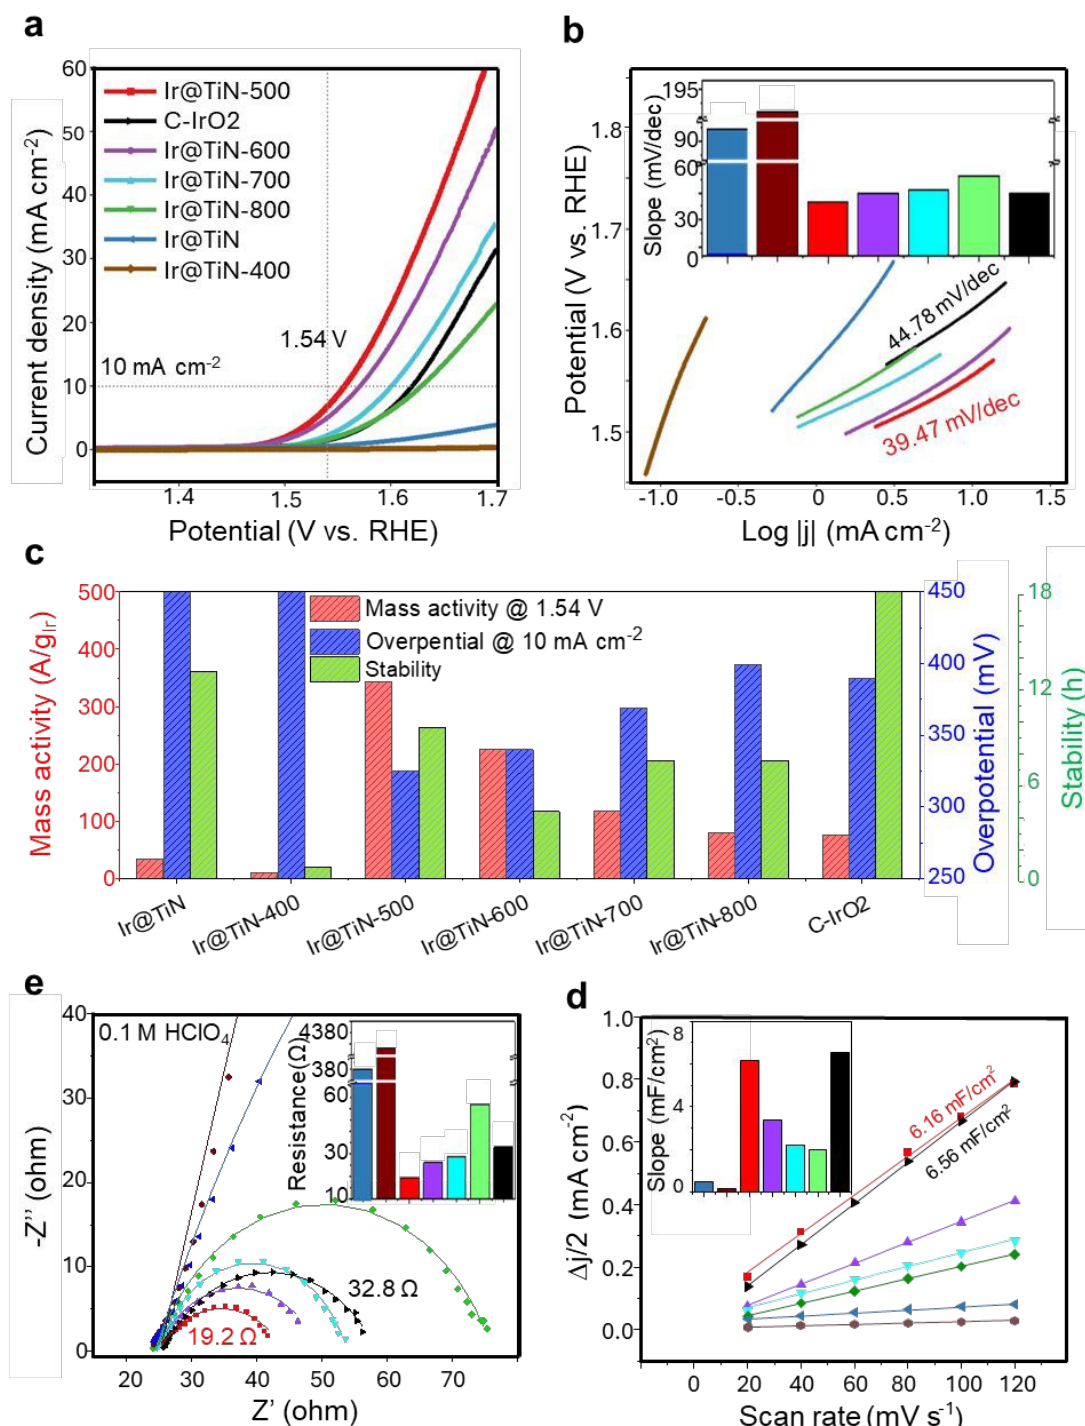 a
60
50
40
30
20
10
0
Current density (mA cm-2)
Ir@TiN-500
C-IrO2
Ir@TiN-600
Ir@TiN-700
Ir@TiN-800
Ir@TiN
Ir@TiN-400
1.54 V
10 mA cm-2
1.4
1.5
1.6
1.7
Potential (V vs. RHE)
b
1.8
1.7
1.6
1.5
Potential (V vs. RHE)
195
90
60
30
0
Slope (mV/dec)
44.78 mV/dec
39.47 mV/dec
-1.0
-0.5
0
0.5
1.0
1.5
Log |j| (mA cm-2)
c
500
400
300
200
100
0
Mass activity (A/gIr)
Mass activity @ 1.54 V
Overpential @ 10 mA cm-2
Stability
450
400
350
300
250
Overpotential (mV)
18
12
6
0
Stability (h)
Ir@TiN
Ir@TiN-400
Ir@TiN-500
Ir@TiN-600
Ir@TiN-700
Ir@TiN-800
C-IrO2
e
40
30
20
10
0
-Z'' (ohm)
0.1 M HClO4
4380
380
60
30
10
Resistance(Ω)
32.8 Ω
19.2 Ω
20
30
40
50
60
70
Z' (ohm)
d
1.0
0.8
0.6
0.4
0.2
0.0
Δj/2 (mA cm-2)
8
4
0
Slope (mF/cm2)
6.16 mF/cm2
6.56 mF/cm2
0
20
40
60
80
100
120
Scan rate (mV s-1)